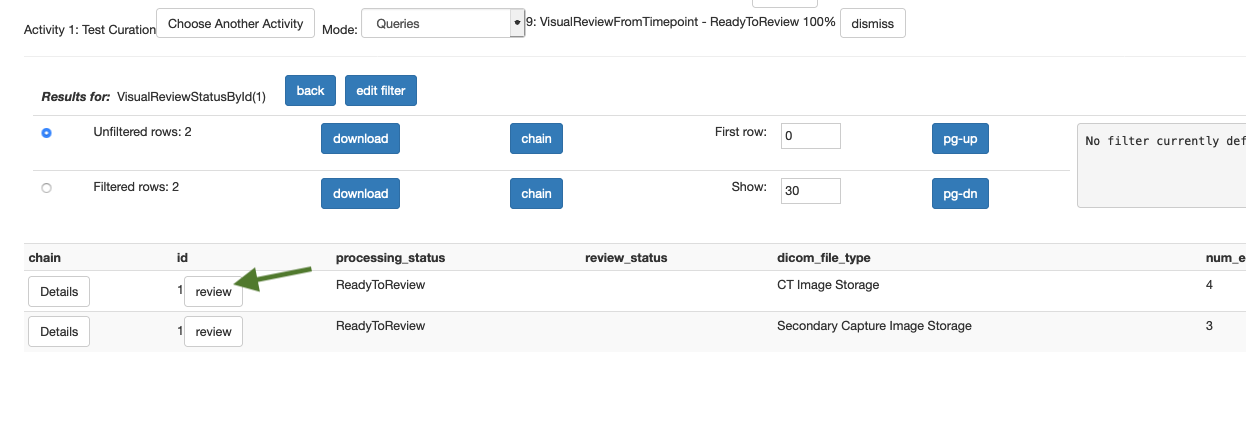 Activity 1: Test Curation Choose Another Activity Mode: Queries 9: VisualReviewFromTimepoint - ReadyToReview 100% dismiss
Results for: VisualReviewStatusById(1) back edit filter
Unfiltered rows: 2 download chain First row: 0 pg-up No filter currently def
Filtered rows: 2 download chain Show: 30 pg-dn
chain id processing_status review_status dicom_file_type num_e
Details 1 review ReadyToReview CT Image Storage 4
Details 1 review ReadyToReview Secondary Capture Image Storage 3